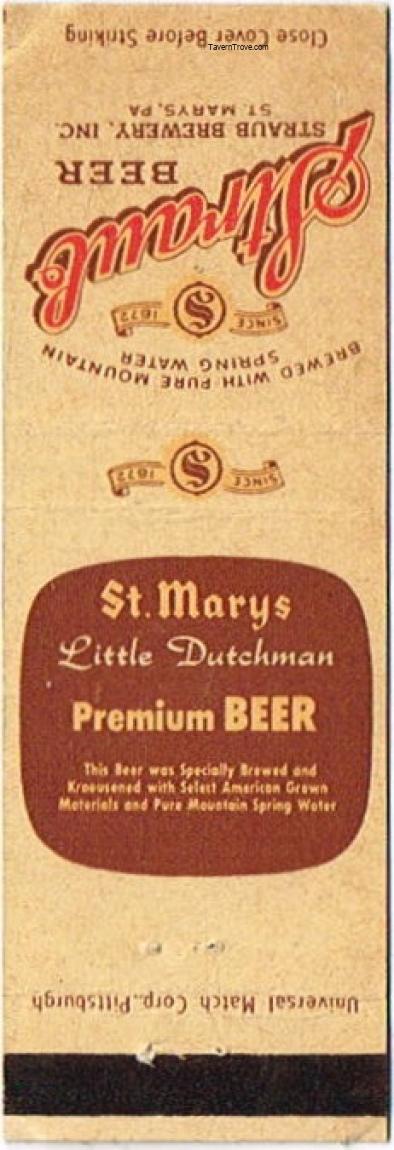 Close Cover Before Striking
TavernTrove.com
STRAUB BREWERY, INC.
ST. MARYS, PA
BEER
Straub
SINCE S 1872
BREWED WITH PURE MOUNTAIN
SPRING WATER
SINCE S 1872
St. Marys
Little Dutchman
Premium BEER
This Beer was Specially Brewed and
Kraeusened with Select American Grown
Materials and Pure Mountain Spring Water
Universal Match Corp., Pittsburgh